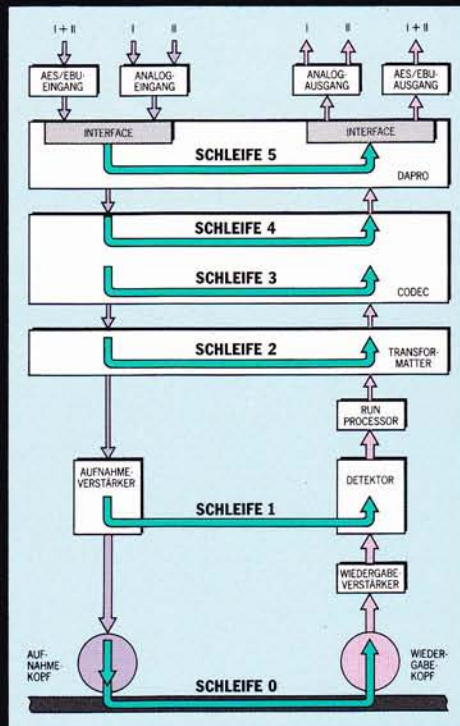 I + II
I
II
I
II
I + II
AES/EBU-
EINGANG
ANALOG-
EINGANG
ANALOG-
AUSGANG
AES/EBU-
AUSGANG
INTERFACE
INTERFACE
SCHLEIFE 5
DAPRO
SCHLEIFE 4
SCHLEIFE 3
CODEC
SCHLEIFE 2
TRANSFOR-
MATTER
RUN
PROCESSOR
AUFNAHME-
VERSTÄRKER
DETEKTOR
SCHLEIFE 1
WIEDERGABE-
VERSTÄRKER
AUF-
NAHME-
KOPF
WIEDER-
GABE-
KOPF
SCHLEIFE 0